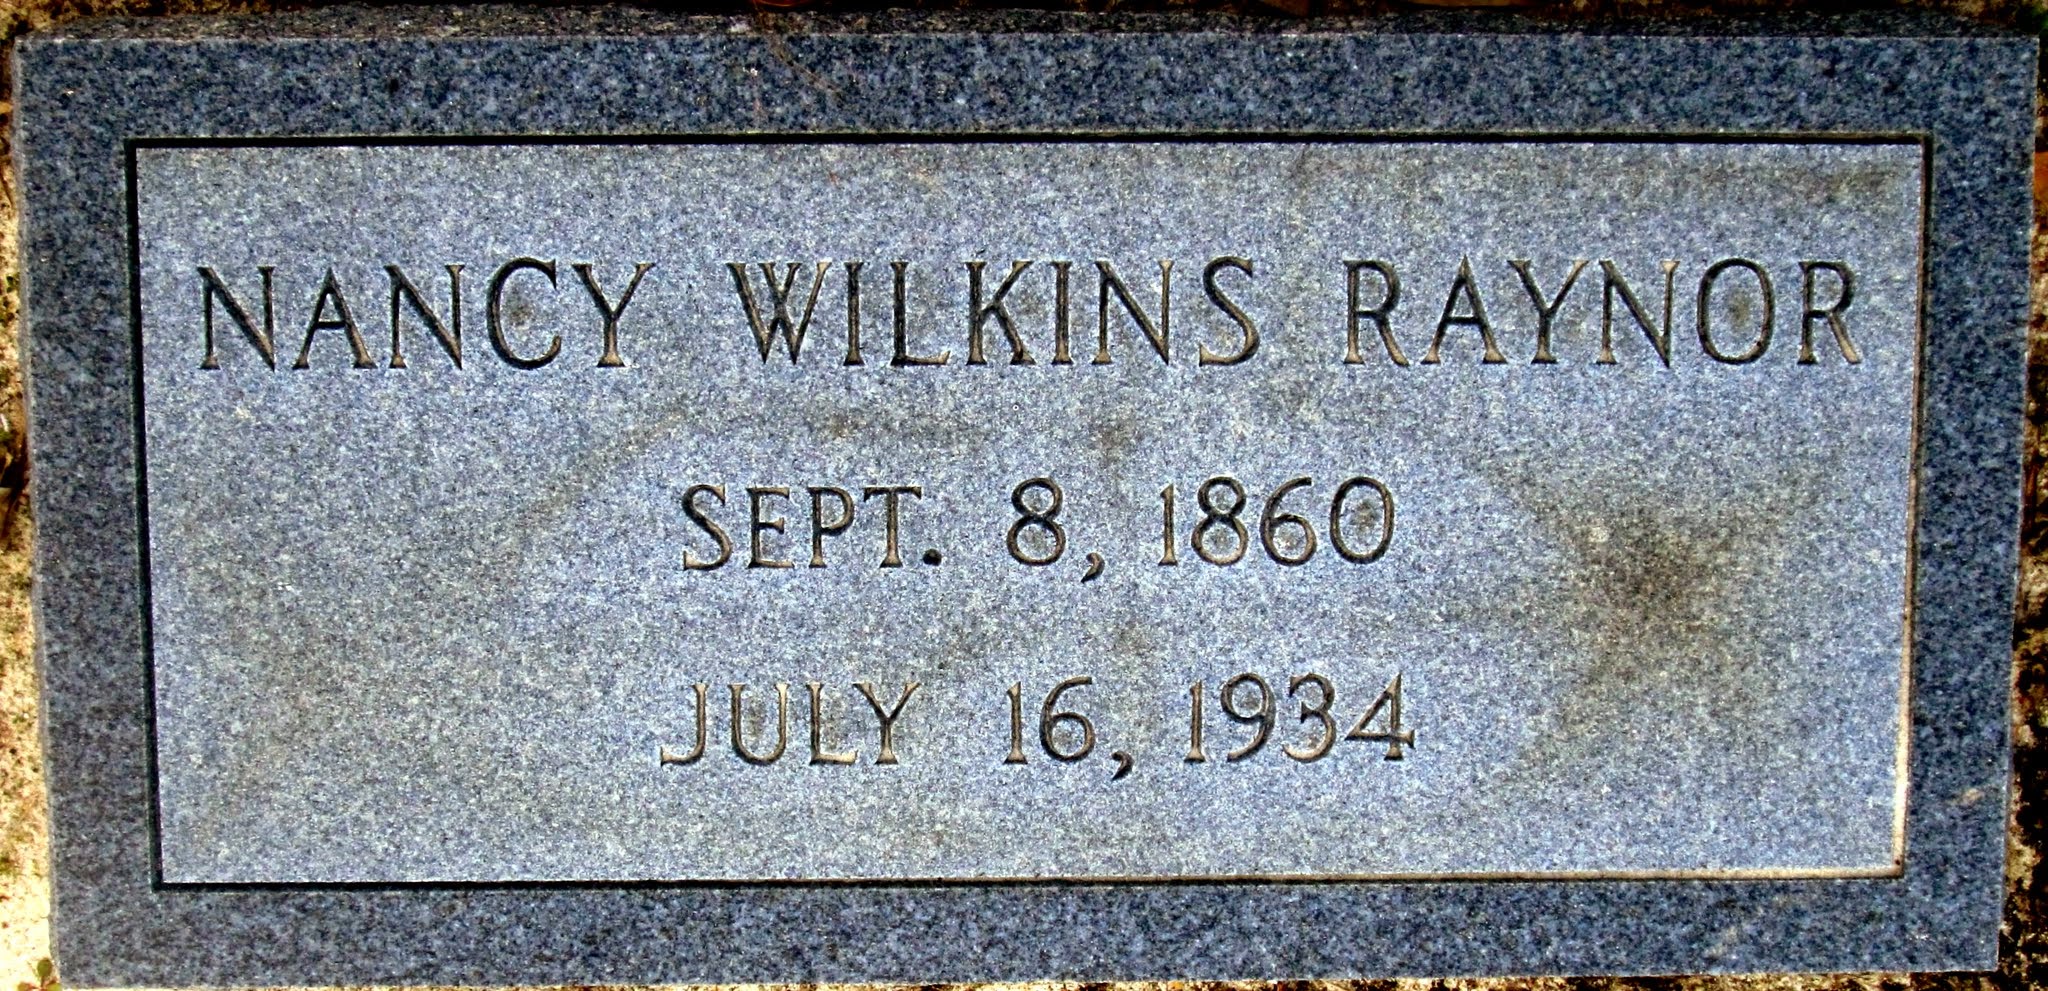 NANCY WILKINS RAYNOR
SEPT. 8, 1860
JULY 16, 1934